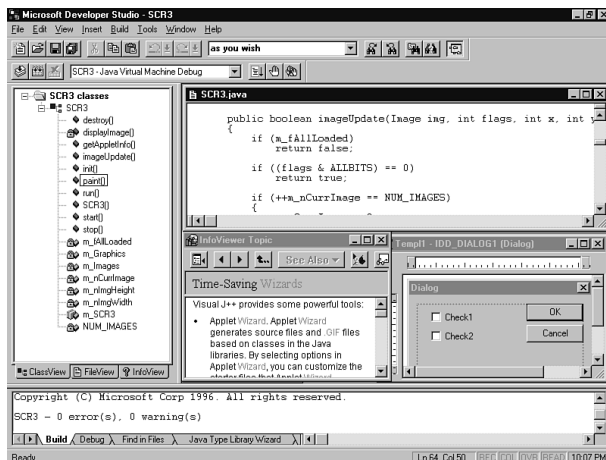 Microsoft Developer Studio - SCR3
File Edit View Insert Build Tools Window Help
as you wish
SCR3 - Java Virtual Machine Debug
SCR3 classes
SCR3
destroy()
displayImage()
getAppletInfo()
imageUpdate()
init()
paint()
run()
SCR3()
start()
stop()
m_fAllLoaded
m_Graphics
m_Images
m_nCurrImage
m_nImgHeight
m_nImgWidth
m_SCR3
NUM_IMAGES
ClassView FileView InfoView
SCR3.java
public boolean imageUpdate(Image img, int flags, int x, int y
{
if (m_fAllLoaded)
return false;
if ((flags & ALLBITS) == 0)
return true;
if (++m_nCurrImage == NUM_IMAGES)
{
InfoViewer Topic
See Also
Time-Saving Wizards
Visual J++ provides some powerful tools:
• Applet Wizard. Applet Wizard
generates source files and .GIF files
based on classes in the Java
libraries. By selecting options in
Applet Wizard, you can customize the
starter files that Applet Wizard
Templ1 - IDD_DIALOG1 (Dialog)
Dialog
Check1
Check2
OK
Cancel
Copyright (C) Microsoft Corp 1996. All rights reserved.
SCR3 - 0 error(s), 0 warning(s)
Build Debug Find in Files Java Type Library Wizard
Ready
Ln 64, Col 50 REC COL OVR READ 10:07 PM